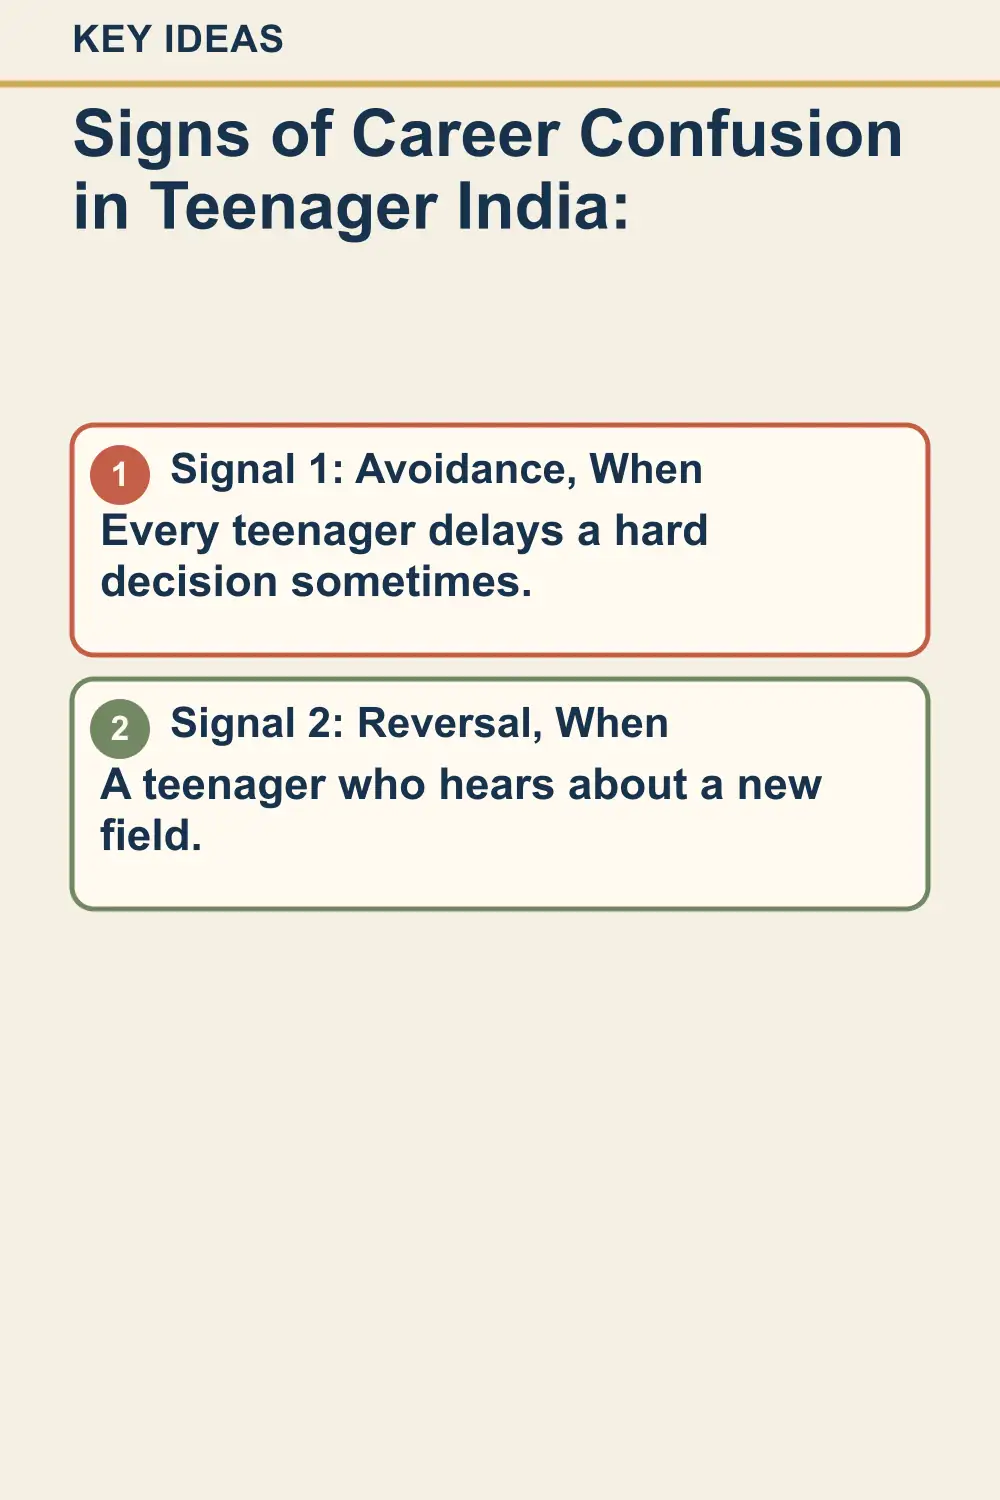 KEY IDEAS
Signs of Career Confusion
in Teenager India:
1 Signal 1: Avoidance, When
Every teenager delays a hard
decision sometimes.
2 Signal 2: Reversal, When
A teenager who hears about a new
field.